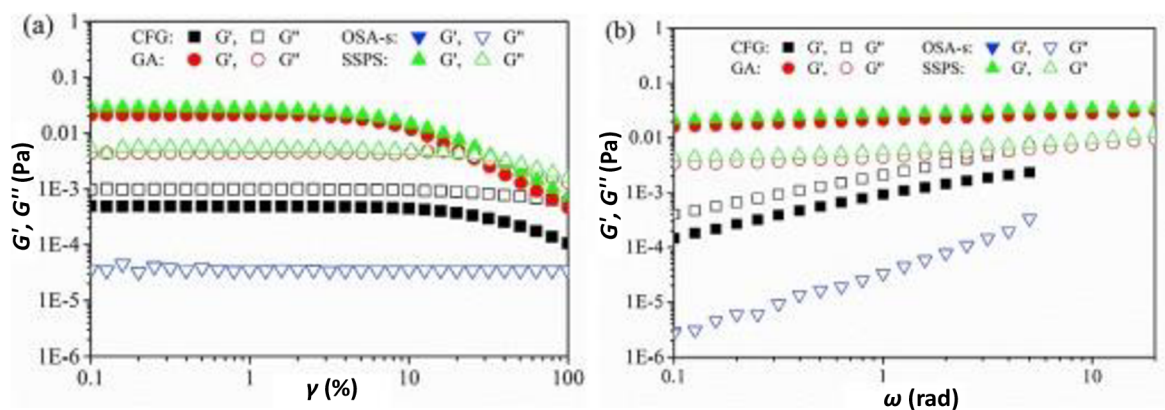 (a)
CFG: G', G" OSA-s: G', G"
GA: G', G" SSPS: G', G"
G', G" (Pa)
1
0.1
0.01
1E-3
1E-4
1E-5
1E-6
0.1 1 10 100
γ (%)
(b)
CFG: G', G" OSA-s: G', G"
GA: G', G" SSPS: G', G"
G', G" (Pa)
1
0.1
0.01
1E-3
1E-4
1E-5
1E-6
0.1 1 10
ω (rad)